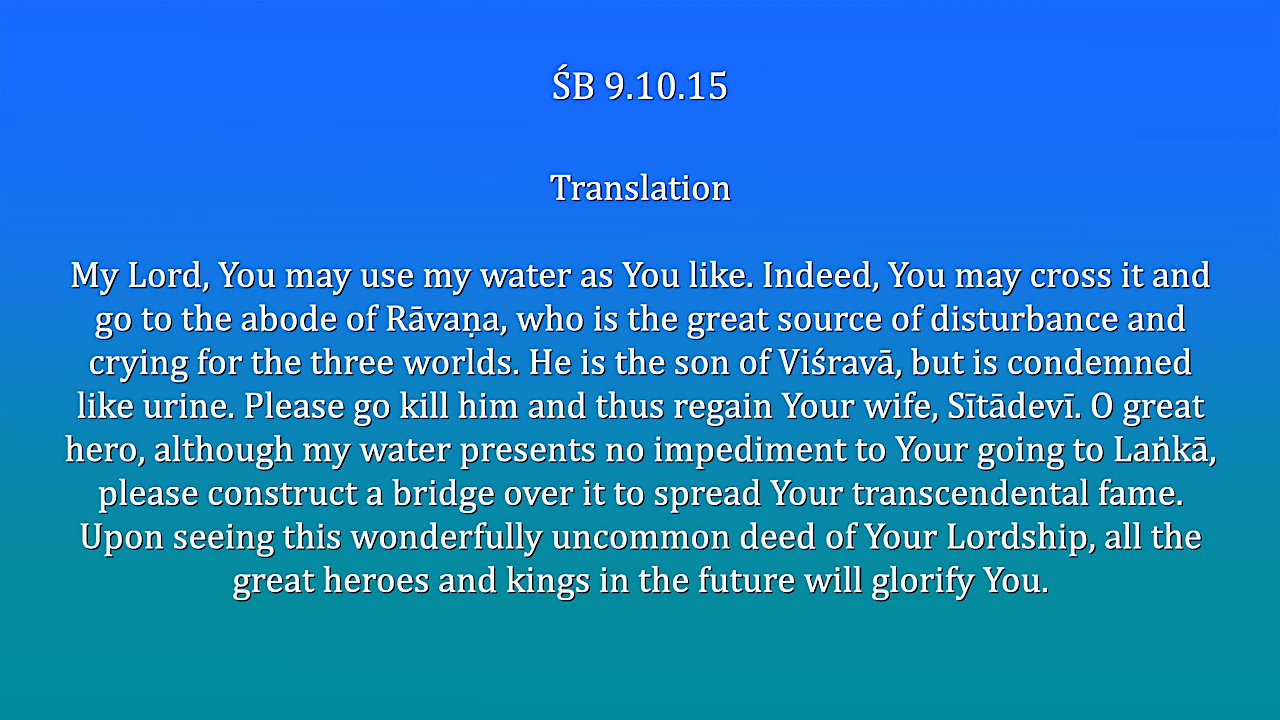 ŚB 9.10.15
Translation
My Lord, You may use my water as You like. Indeed, You may cross it and
go to the abode of Rāvaṇa, who is the great source of disturbance and
crying for the three worlds. He is the son of Viśravā, but is condemned
like urine. Please go kill him and thus regain Your wife, Sītādevī. O great
hero, although my water presents no impediment to Your going to Laṅkā,
please construct a bridge over it to spread Your transcendental fame.
Upon seeing this wonderfully uncommon deed of Your Lordship, all the
great heroes and kings in the future will glorify You.